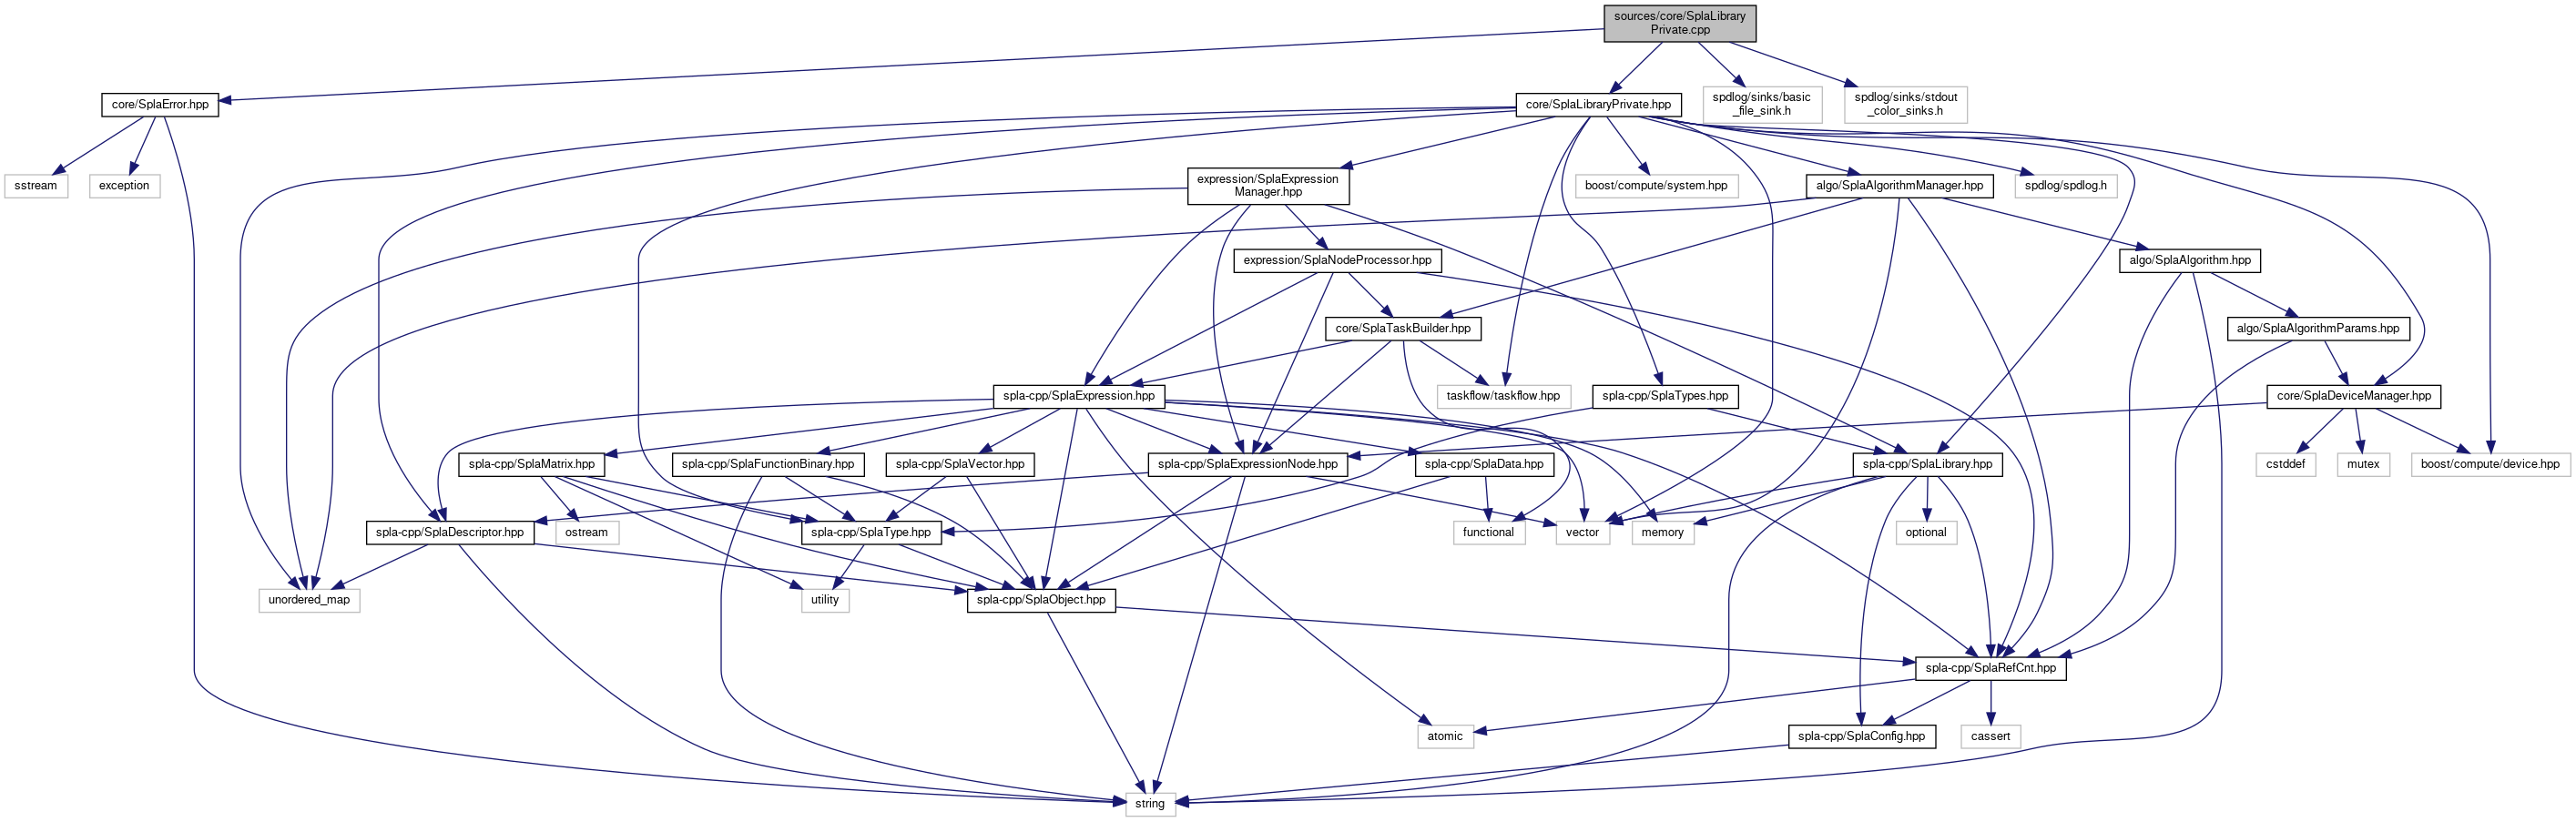 sources/core/SplaLibrary
Private.cpp
core/SplaError.hpp
core/SplaLibraryPrivate.hpp
spdlog/sinks/basic
_file_sink.h
spdlog/sinks/stdout
_color_sinks.h
sstream
exception
expression/SplaExpression
Manager.hpp
boost/compute/system.hpp
algo/SplaAlgorithmManager.hpp
spdlog/spdlog.h
expression/SplaNodeProcessor.hpp
algo/SplaAlgorithm.hpp
core/SplaTaskBuilder.hpp
algo/SplaAlgorithmParams.hpp
spla-cpp/SplaExpression.hpp
taskflow/taskflow.hpp
spla-cpp/SplaTypes.hpp
core/SplaDeviceManager.hpp
spla-cpp/SplaMatrix.hpp
spla-cpp/SplaFunctionBinary.hpp
spla-cpp/SplaVector.hpp
spla-cpp/SplaExpressionNode.hpp
spla-cpp/SplaData.hpp
spla-cpp/SplaLibrary.hpp
cstddef
mutex
boost/compute/device.hpp
spla-cpp/SplaDescriptor.hpp
ostream
spla-cpp/SplaType.hpp
functional
vector
memory
optional
unordered_map
utility
spla-cpp/SplaObject.hpp
spla-cpp/SplaRefCnt.hpp
atomic
spla-cpp/SplaConfig.hpp
cassert
string